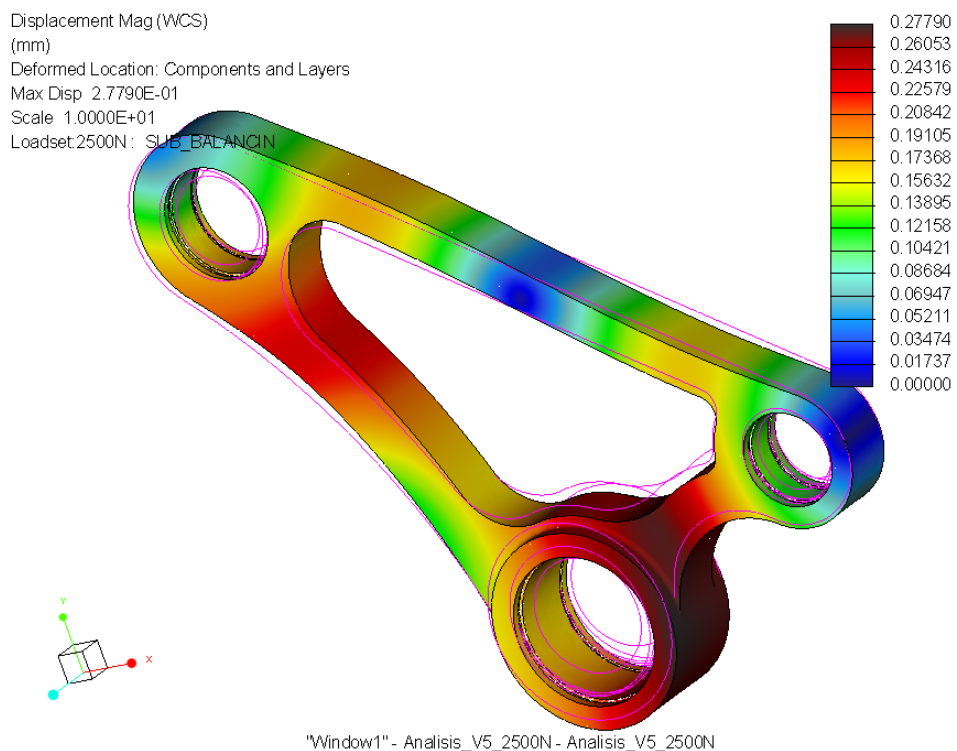 Displacement Mag (WCS)
(mm)
Deformed Location: Components and Layers
Max Disp 2.7790E-01
Scale 1.0000E+01
Loadset:2500N : SUB_BALANCIN
0.27790
0.26053
0.24316
0.22579
0.20842
0.19105
0.17368
0.15632
0.13895
0.12158
0.10421
0.08684
0.06947
0.05211
0.03474
0.01737
0.00000
Y
X
"Window1" - Analisis_V5_2500N - Analisis_V5_2500N